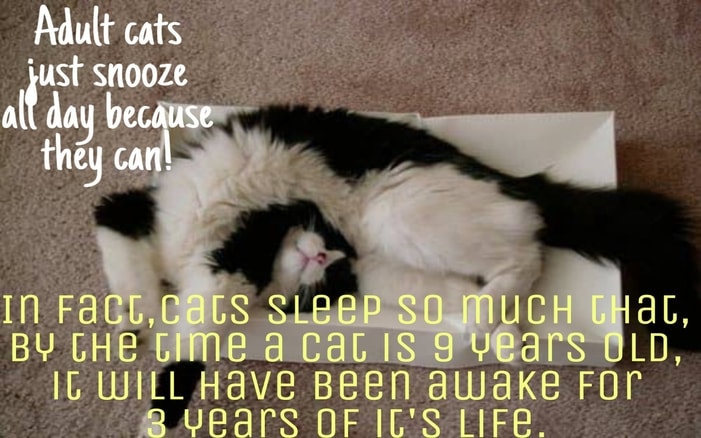 Adult cats
just snooze
all day because
they can!
In fact,cats sleep so much that,
by the time a cat is 9 years old,
it will have been awake for
3 years of it's life.